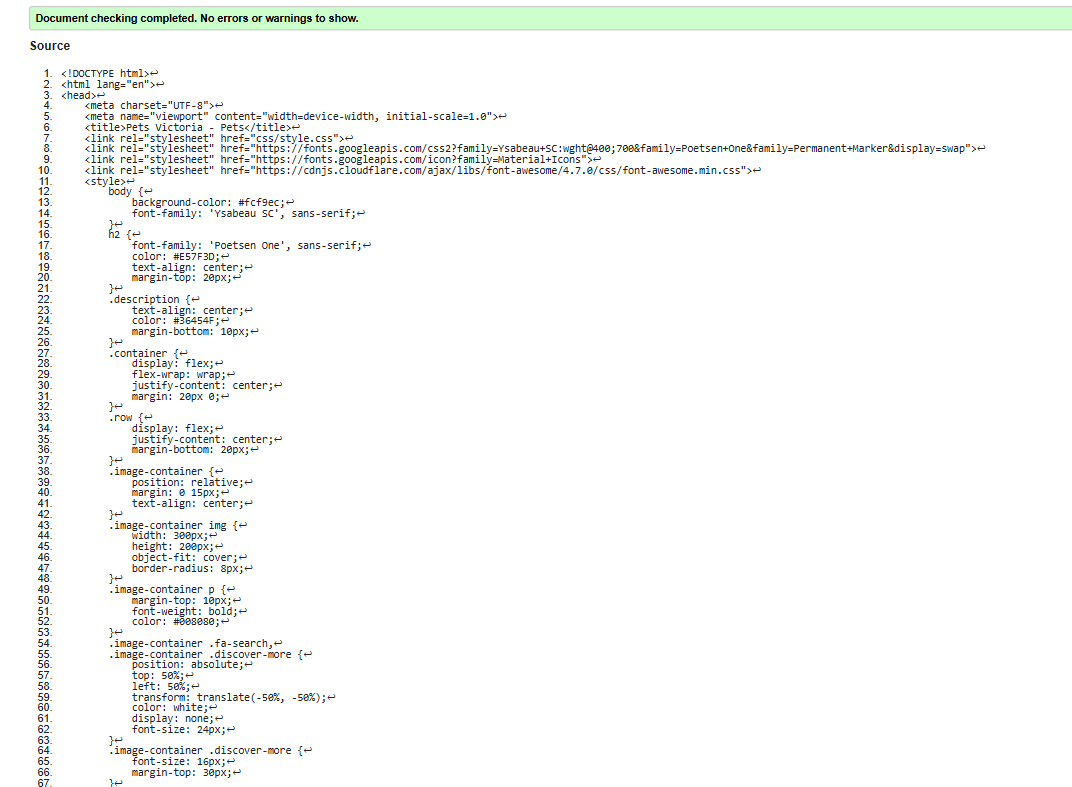 Document checking completed. No errors or warnings to show.
Source
1. <!DOCTYPE html>↩
2. <html lang="en">↩
3. <head>↩
4.     <meta charset="UTF-8">↩
5.     <meta name="viewport" content="width=device-width, initial-scale=1.0">↩
6.     <title>Pets Victoria - Pets</title>↩
7.     <link rel="stylesheet" href="css/style.css">↩
8.     <link rel="stylesheet" href="https://fonts.googleapis.com/css2?family=Ysabeau+SC:wght@400;700&family=Poetsen+One&family=Permanent+Marker&display=swap">↩
9.     <link rel="stylesheet" href="https://fonts.googleapis.com/icon?family=Material+Icons">↩
10.     <link rel="stylesheet" href="https://cdnjs.cloudflare.com/ajax/libs/font-awesome/4.7.0/css/font-awesome.min.css">↩
11.     <style>↩
12.         body {↩
13.             background-color: #fcf9ec;↩
14.             font-family: 'Ysabeau SC', sans-serif;↩
15.         }↩
16.         h2 {↩
17.             font-family: 'Poetsen One', sans-serif;↩
18.             color: #E57F3D;↩
19.             text-align: center;↩
20.             margin-top: 20px;↩
21.         }↩
22.         .description {↩
23.             text-align: center;↩
24.             color: #36454F;↩
25.             margin-bottom: 10px;↩
26.         }↩
27.         .container {↩
28.             display: flex;↩
29.             flex-wrap: wrap;↩
30.             justify-content: center;↩
31.             margin: 20px 0;↩
32.         }↩
33.         .row {↩
34.             display: flex;↩
35.             justify-content: center;↩
36.             margin-bottom: 20px;↩
37.         }↩
38.         .image-container {↩
39.             position: relative;↩
40.             margin: 0 15px;↩
41.             text-align: center;↩
42.         }↩
43.         .image-container img {↩
44.             width: 300px;↩
45.             height: 200px;↩
46.             object-fit: cover;↩
47.             border-radius: 8px;↩
48.         }↩
49.         .image-container p {↩
50.             margin-top: 10px;↩
51.             font-weight: bold;↩
52.             color: #008080;↩
53.         }↩
54.         .image-container .fa-search,↩
55.         .image-container .discover-more {↩
56.             position: absolute;↩
57.             top: 50%;↩
58.             left: 50%;↩
59.             transform: translate(-50%, -50%);↩
60.             color: white;↩
61.             display: none;↩
62.             font-size: 24px;↩
63.         }↩
64.         .image-container .discover-more {↩
65.             font-size: 16px;↩
66.             margin-top: 30px;↩
67.         }↩